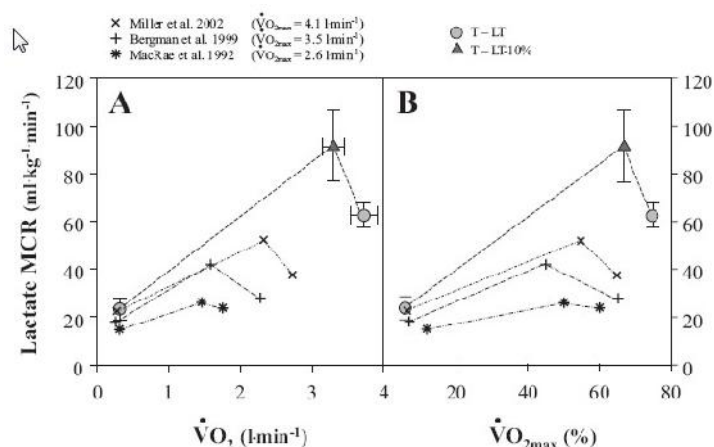 × Miller et al. 2002 (V̇O2max = 4.1 l·min-1)
+ Bergman et al. 1999 (V̇O2max = 3.5 l·min-1)
* MacRae et al. 1992 (V̇O2max = 2.6 l·min-1)
T – LT
T – LT-10%
A
B
Lactate MCR (ml·kg-1·min-1)
120
100
80
60
40
20
0
120
100
80
60
40
20
0
0 1 2 3 4
20 40 60 80
V̇O2 (l·min-1)
V̇O2max (%)